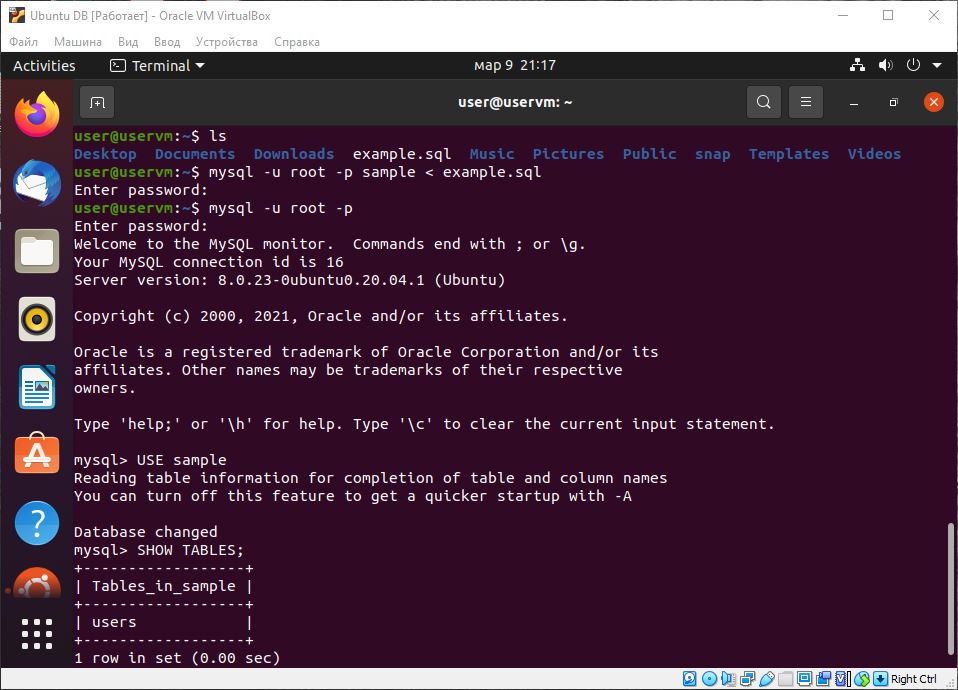 Ubuntu DB [Работает] - Oracle VM VirtualBox
Файл Машина Вид Ввод Устройства Справка
Activities Terminal мар 9 21:17
user@uservm: ~
user@uservm:~$ ls
Desktop Documents Downloads example.sql Music Pictures Public snap Templates Videos
user@uservm:~$ mysql -u root -p sample < example.sql
Enter password:
user@uservm:~$ mysql -u root -p
Enter password:
Welcome to the MySQL monitor.  Commands end with ; or \g.
Your MySQL connection id is 16
Server version: 8.0.23-0ubuntu0.20.04.1 (Ubuntu)
Copyright (c) 2000, 2021, Oracle and/or its affiliates.
Oracle is a registered trademark of Oracle Corporation and/or its
affiliates. Other names may be trademarks of their respective
owners.
Type 'help;' or '\h' for help. Type '\c' to clear the current input statement.
mysql> USE sample
Reading table information for completion of table and column names
You can turn off this feature to get a quicker startup with -A
Database changed
mysql> SHOW TABLES;
+------------------+
| Tables_in_sample |
+------------------+
| users            |
+------------------+
1 row in set (0.00 sec)
Right Ctrl